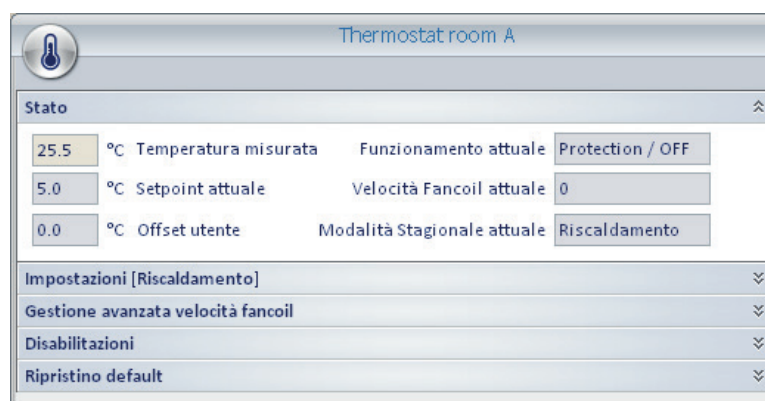 Thermostat room A
Stato
25.5 °C Temperatura misurata Funzionamento attuale Protection / OFF
5.0 °C Setpoint attuale Velocità Fancoil attuale 0
0.0 °C Offset utente Modalità Stagionale attuale Riscaldamento
Impostazioni [Riscaldamento]
Gestione avanzata velocità fancoil
Disabilitazioni
Ripristino default